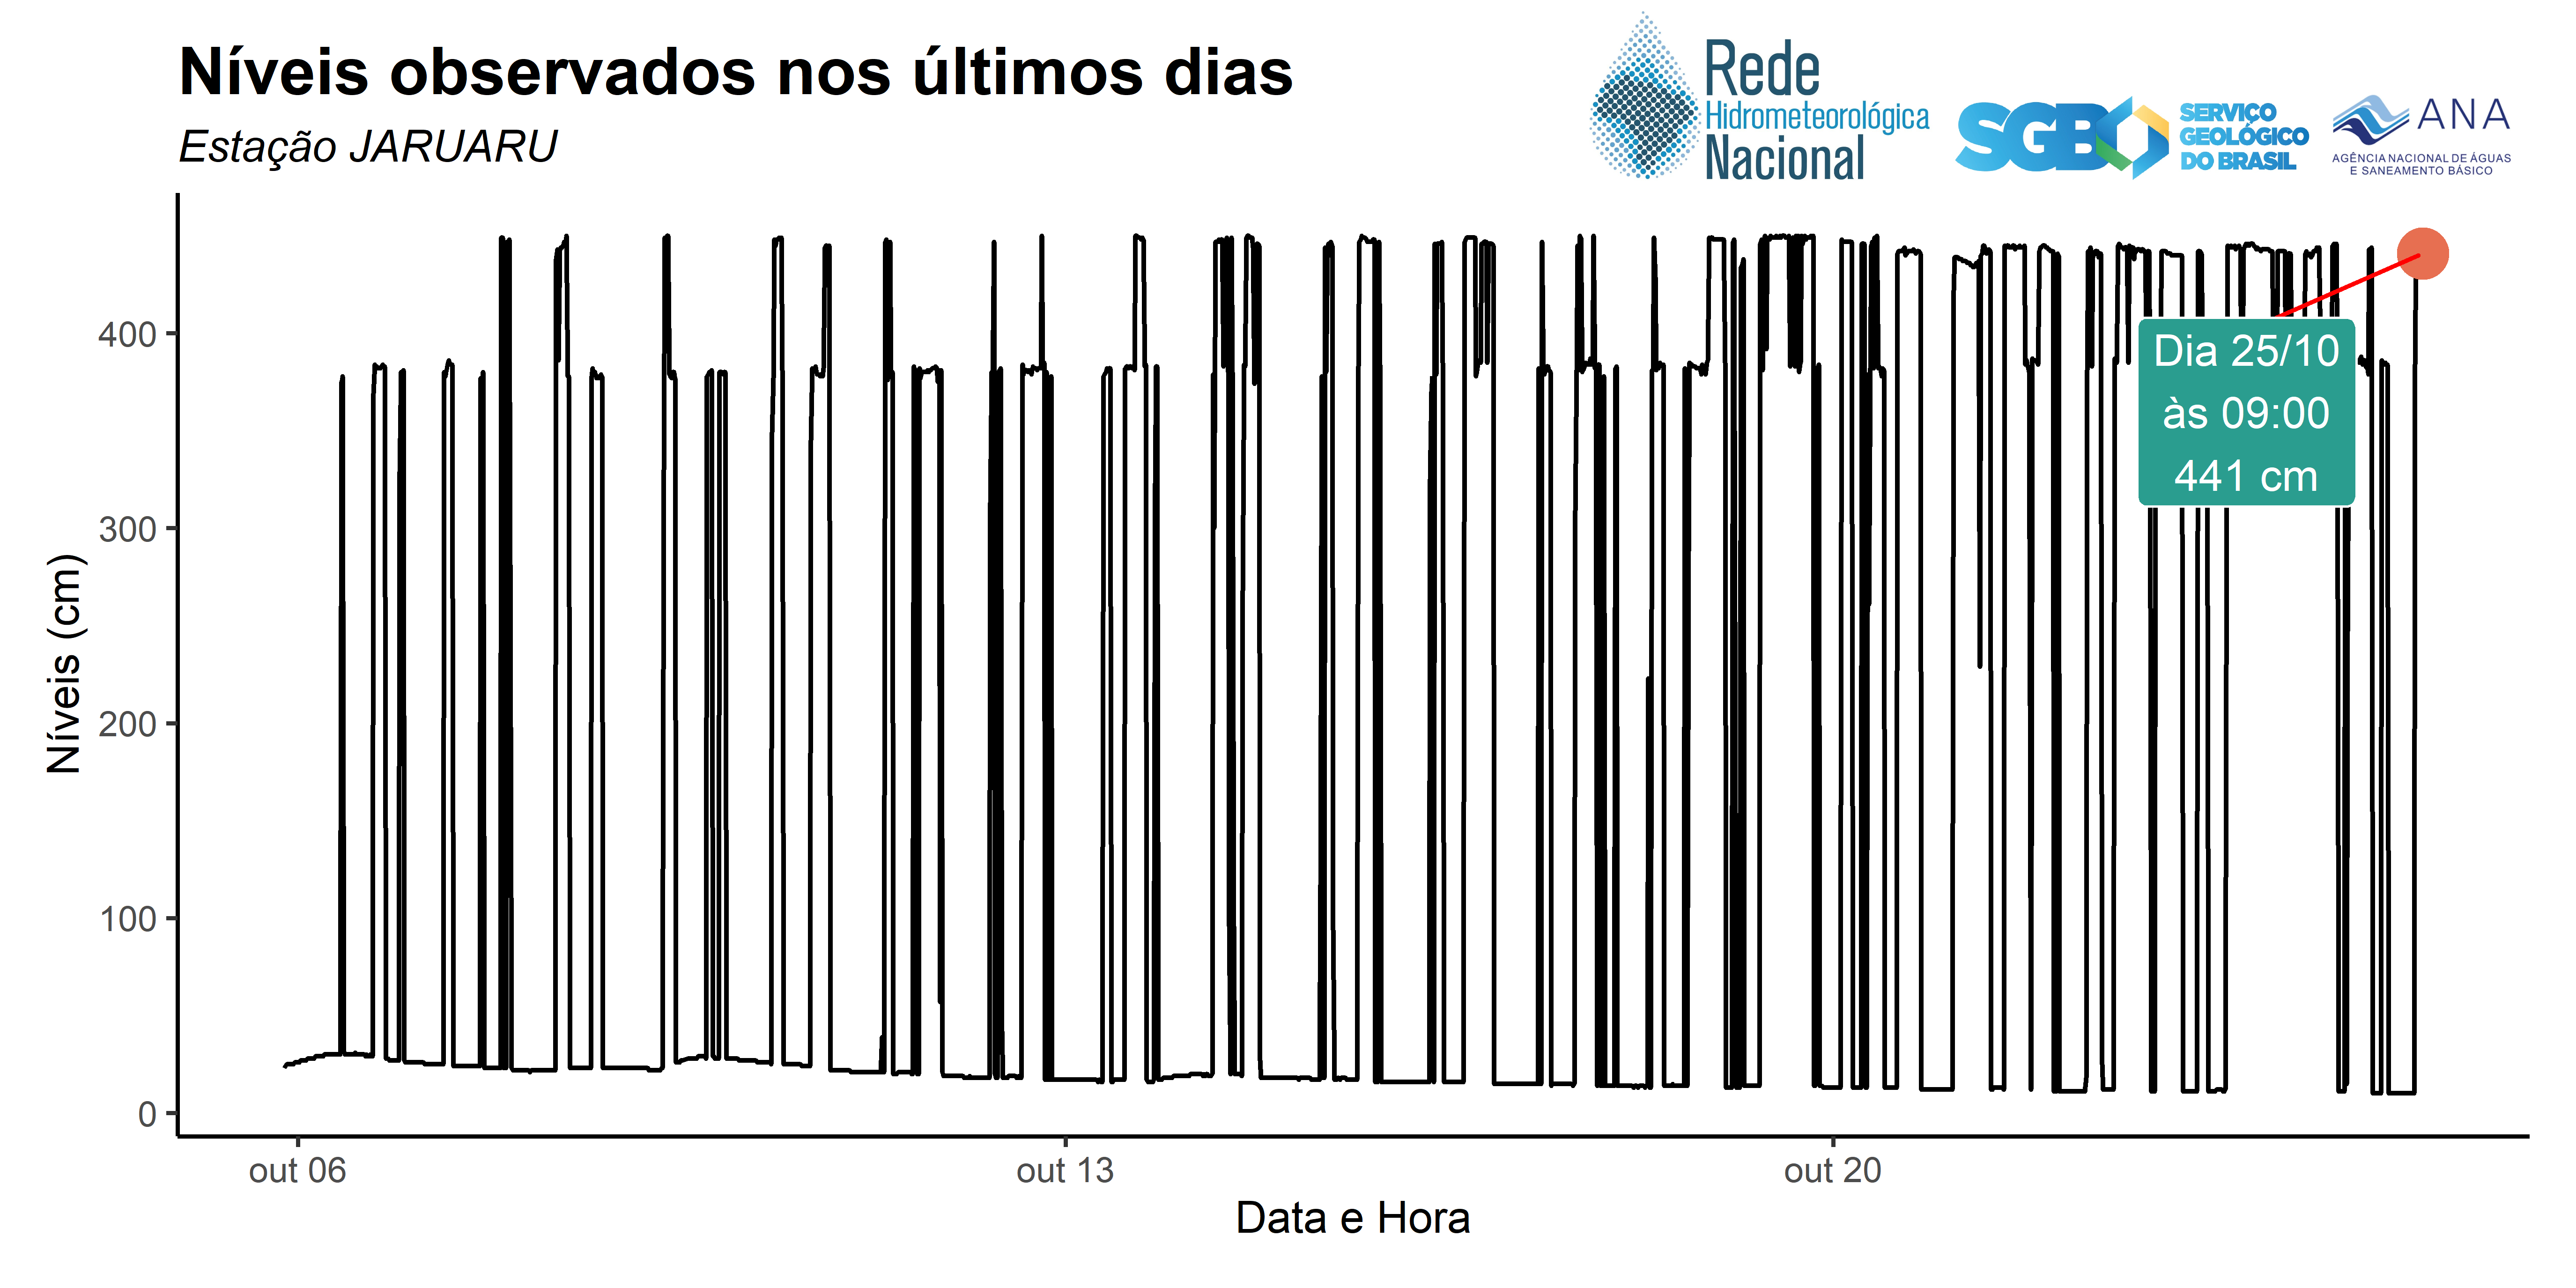 Níveis observados nos últimos dias
Estação JARUARU
Rede
Hidrometeorológica
Nacional
SGB
SERVIÇO
GEOLÓGICO
DO BRASIL
ANA
AGÊNCIA NACIONAL DE ÁGUAS
E SANEAMENTO BÁSICO
Níveis (cm)
400
300
200
100
0
Dia 25/10
às 09:00
441 cm
out 06
out 13
out 20
Data e Hora